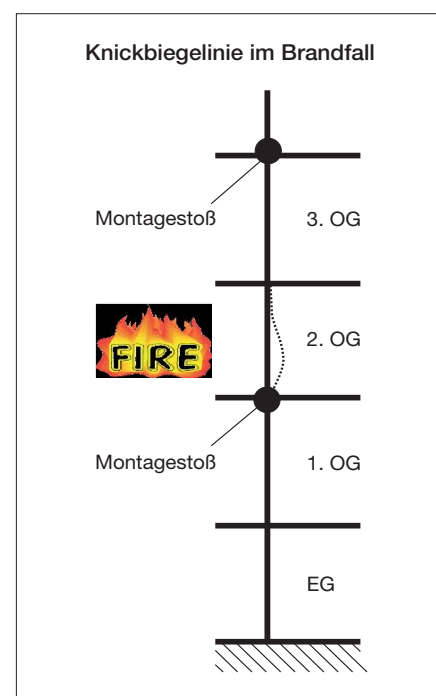 Knickbiegelinie im Brandfall
Montagestoß
3. OG
FIRE
2. OG
Montagestoß
1. OG
EG